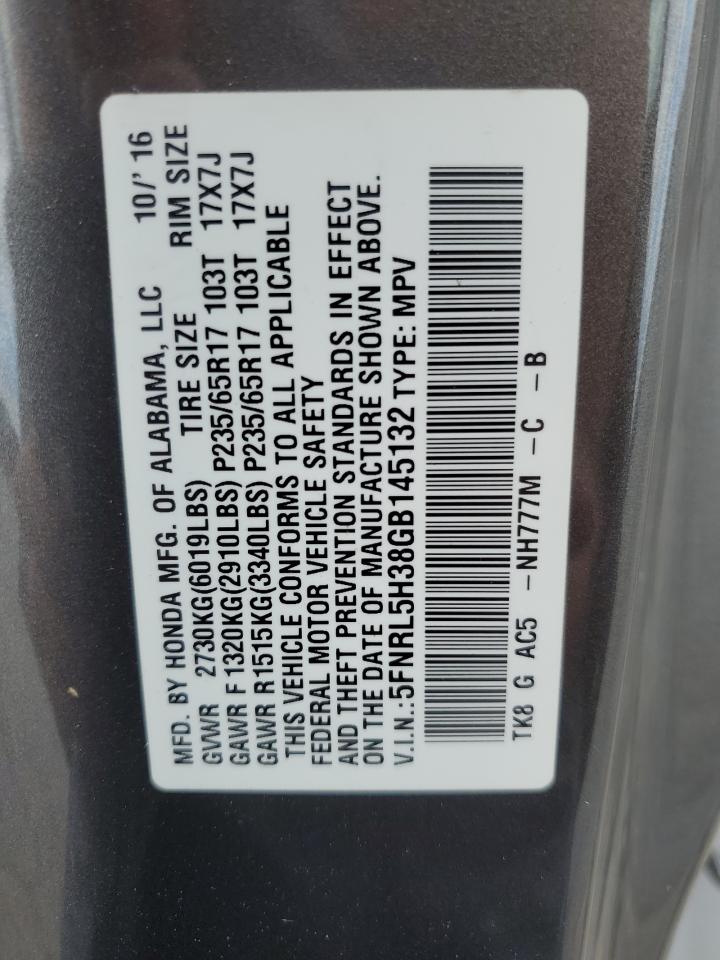 MFD. BY HONDA MFG. OF ALABAMA, LLC 10/'16
GVWR 2730KG(6019LBS) TIRE SIZE RIM SIZE
GAWR F 1320KG(2910LBS) P235/65R17 103T 17X7J
GAWR R 1515KG(3340LBS) P235/65R17 103T 17X7J
THIS VEHICLE CONFORMS TO ALL APPLICABLE
FEDERAL MOTOR VEHICLE SAFETY
AND THEFT PREVENTION STANDARDS IN EFFECT
ON THE DATE OF MANUFACTURE SHOWN ABOVE.
V.I.N.:5FNRL5H38GB145132 TYPE: MPV
TK8 G AC5 -NH777M -C -B